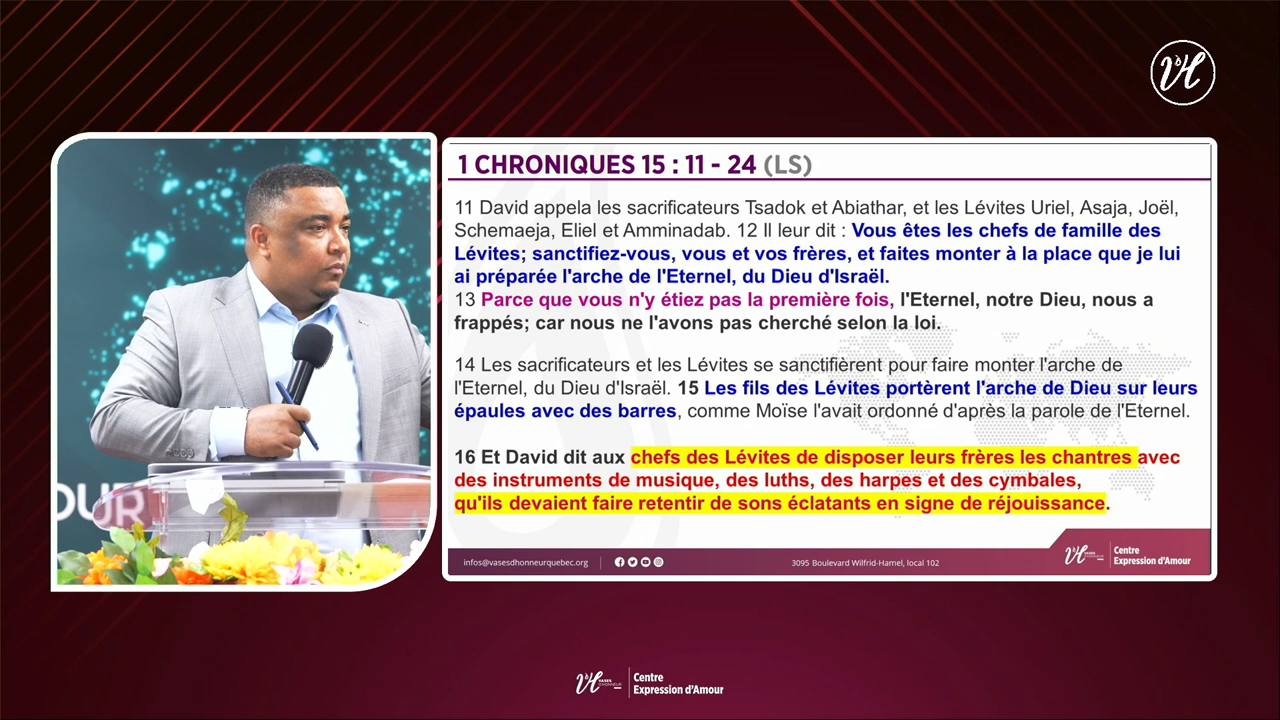 VH
1 CHRONIQUES 15 : 11 - 24 (LS)
11 David appela les sacrificateurs Tsadok et Abiathar, et les Lévites Uriel, Asaja, Joël,
Schemaeja, Eliel et Amminadab. 12 Il leur dit : Vous êtes les chefs de famille des
Lévites; sanctifiez-vous, vous et vos frères, et faites monter à la place que je lui
ai préparée l'arche de l'Eternel, du Dieu d'Israël.
13 Parce que vous n'y étiez pas la première fois, l'Eternel, notre Dieu, nous a
frappés; car nous ne l'avons pas cherché selon la loi.
14 Les sacrificateurs et les Lévites se sanctifièrent pour faire monter l'arche de
l'Eternel, du Dieu d'Israël. 15 Les fils des Lévites portèrent l'arche de Dieu sur leurs
épaules avec des barres, comme Moïse l'avait ordonné d'après la parole de l'Eternel.
16 Et David dit aux chefs des Lévites de disposer leurs frères les chantres avec
des instruments de musique, des luths, des harpes et des cymbales,
qu'ils devaient faire retentir de sons éclatants en signe de réjouissance.
OUR
infos@vasesdhonneurquebec.org
3095 Boulevard Wilfrid-Hamel, local 102
VH VASES D'HONNEUR
Centre
Expression d'Amour
VH VASES D'HONNEUR
Centre
Expression d'Amour